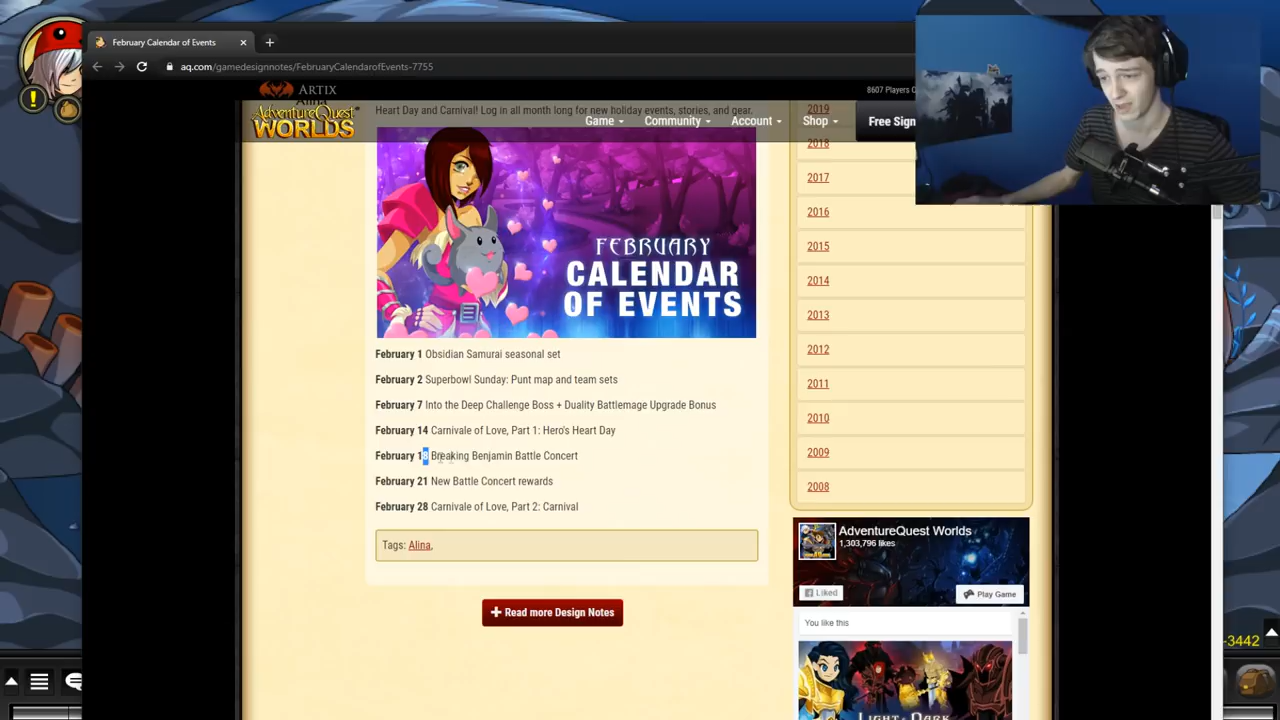 February Calendar of Events
aq.com/gamedesignnotes/FebruaryCalendarofEvents-7755
ARTIX
8607 Players O
AdventureQuest
WORLDS
Game
Community
Account
Shop
Free Sign
Heart Day and Carnival! Log in all month long for new holiday events, stories, and gear.
FEBRUARY
CALENDAR
OF EVENTS
February 1 Obsidian Samurai seasonal set
February 2 Superbowl Sunday: Punt map and team sets
February 7 Into the Deep Challenge Boss + Duality Battlemage Upgrade Bonus
February 14 Carnivale of Love, Part 1: Hero's Heart Day
February 18 Breaking Benjamin Battle Concert
February 21 New Battle Concert rewards
February 28 Carnivale of Love, Part 2: Carnival
Tags: Alina,
Read more Design Notes
2019
2018
2017
2016
2015
2014
2013
2012
2011
2010
2009
2008
AdventureQuest Worlds
1,303,796 likes
Liked
Play Game
You like this
LIGHT
DARK
-3442